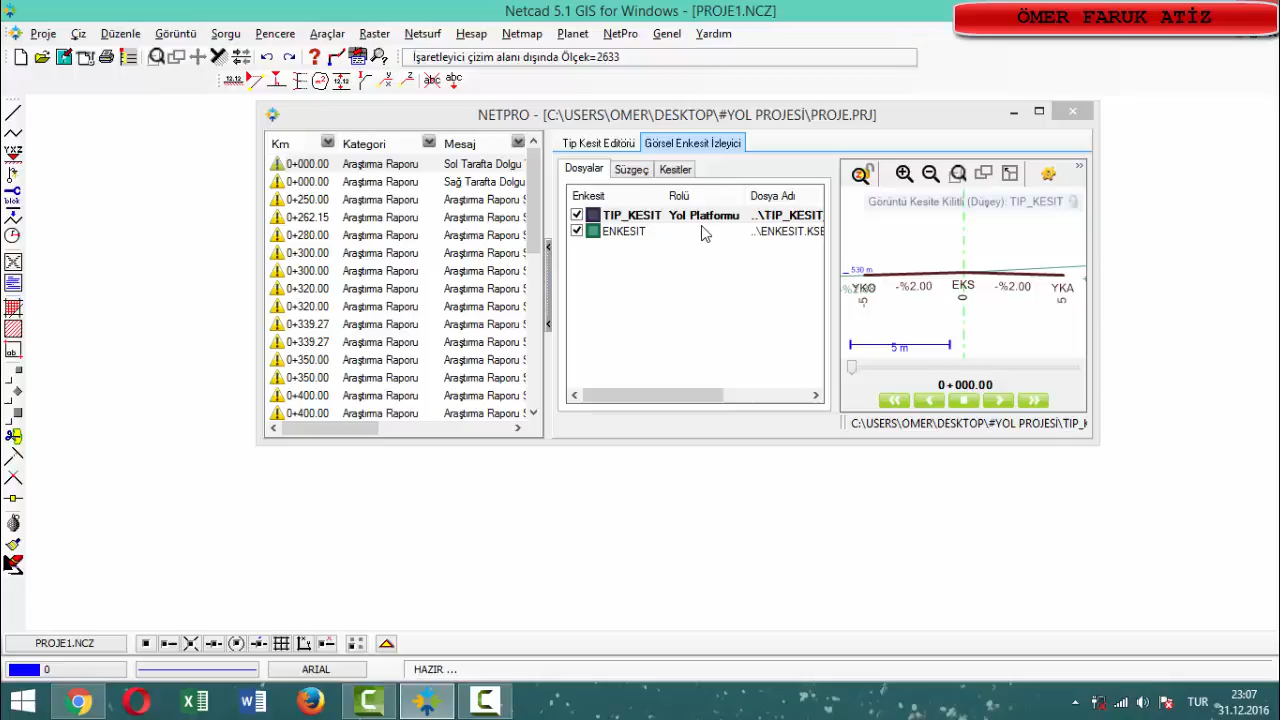 Netcad 5.1 GIS for Windows - [PROJE1.NCZ]
ÖMER FARUK ATİZ
Proje Çiz Düzenle Görüntü Sorgu Pencere Araçlar Raster Netsurf Hesap Netmap Planet NetPro Genel Yardım
İşaretleyici çizim alanı dışında Ölçek=2633
NETPRO - [C:\USERS\OMER\DESKTOP\#YOL PROJESİ\PROJE.PRJ]
Km Kategori Mesaj
0+000.00 Araştırma Raporu Sol Tarafta Dolgu
0+000.00 Araştırma Raporu Sağ Tarafta Dolgu
0+250.00 Araştırma Raporu Araştırma Raporu S
0+262.15 Araştırma Raporu Araştırma Raporu S
0+280.00 Araştırma Raporu Araştırma Raporu S
0+300.00 Araştırma Raporu Araştırma Raporu S
0+300.00 Araştırma Raporu Araştırma Raporu S
0+320.00 Araştırma Raporu Araştırma Raporu S
0+320.00 Araştırma Raporu Araştırma Raporu S
0+339.27 Araştırma Raporu Araştırma Raporu S
0+339.27 Araştırma Raporu Araştırma Raporu S
0+350.00 Araştırma Raporu Araştırma Raporu S
0+350.00 Araştırma Raporu Araştırma Raporu S
0+400.00 Araştırma Raporu Araştırma Raporu S
0+400.00 Araştırma Raporu Araştırma Raporu S
Tip Kesit Editörü Görsel Enkesit İzleyici
Dosyalar Süzgeç Kesitler
Enkesit Rolü Dosya Adı
TIP_KESIT Yol Platformu ..\TIP_KESIT
ENKESIT ..\ENKESIT.KSE
Görüntü Kesite Kilitli (Düşey): TIP_KESIT
530 m
YKO -%2.00 EKS -%2.00 YKA
-5 0 5
5 m
0+000.00
C:\USERS\OMER\DESKTOP\#YOL PROJESİ\TIP_K
PROJE1.NCZ
0 ARIAL HAZIR ...
TUR 23:07
31.12.2016